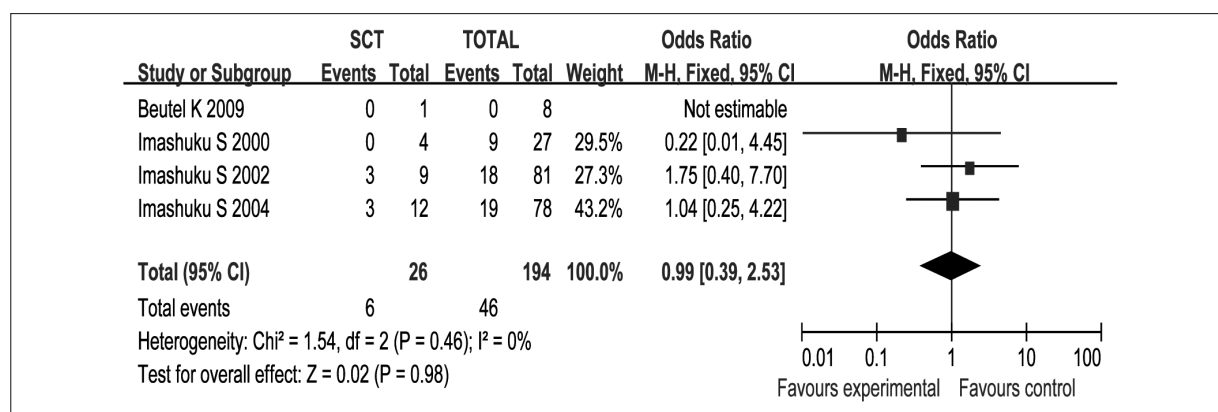 SCT TOTAL Odds Ratio Odds Ratio
Study or Subgroup Events Total Events Total Weight M-H, Fixed, 95% CI M-H, Fixed, 95% CI
Beutel K 2009 0 1 0 8 Not estimable
Imashuku S 2000 0 4 9 27 29.5% 0.22 [0.01, 4.45]
Imashuku S 2002 3 9 18 81 27.3% 1.75 [0.40, 7.70]
Imashuku S 2004 3 12 19 78 43.2% 1.04 [0.25, 4.22]
Total (95% CI) 26 194 100.0% 0.99 [0.39, 2.53]
Total events 6 46
Heterogeneity: Chi² = 1.54, df = 2 (P = 0.46); I² = 0%
Test for overall effect: Z = 0.02 (P = 0.98)
0.01 0.1 1 10 100
Favours experimental Favours control